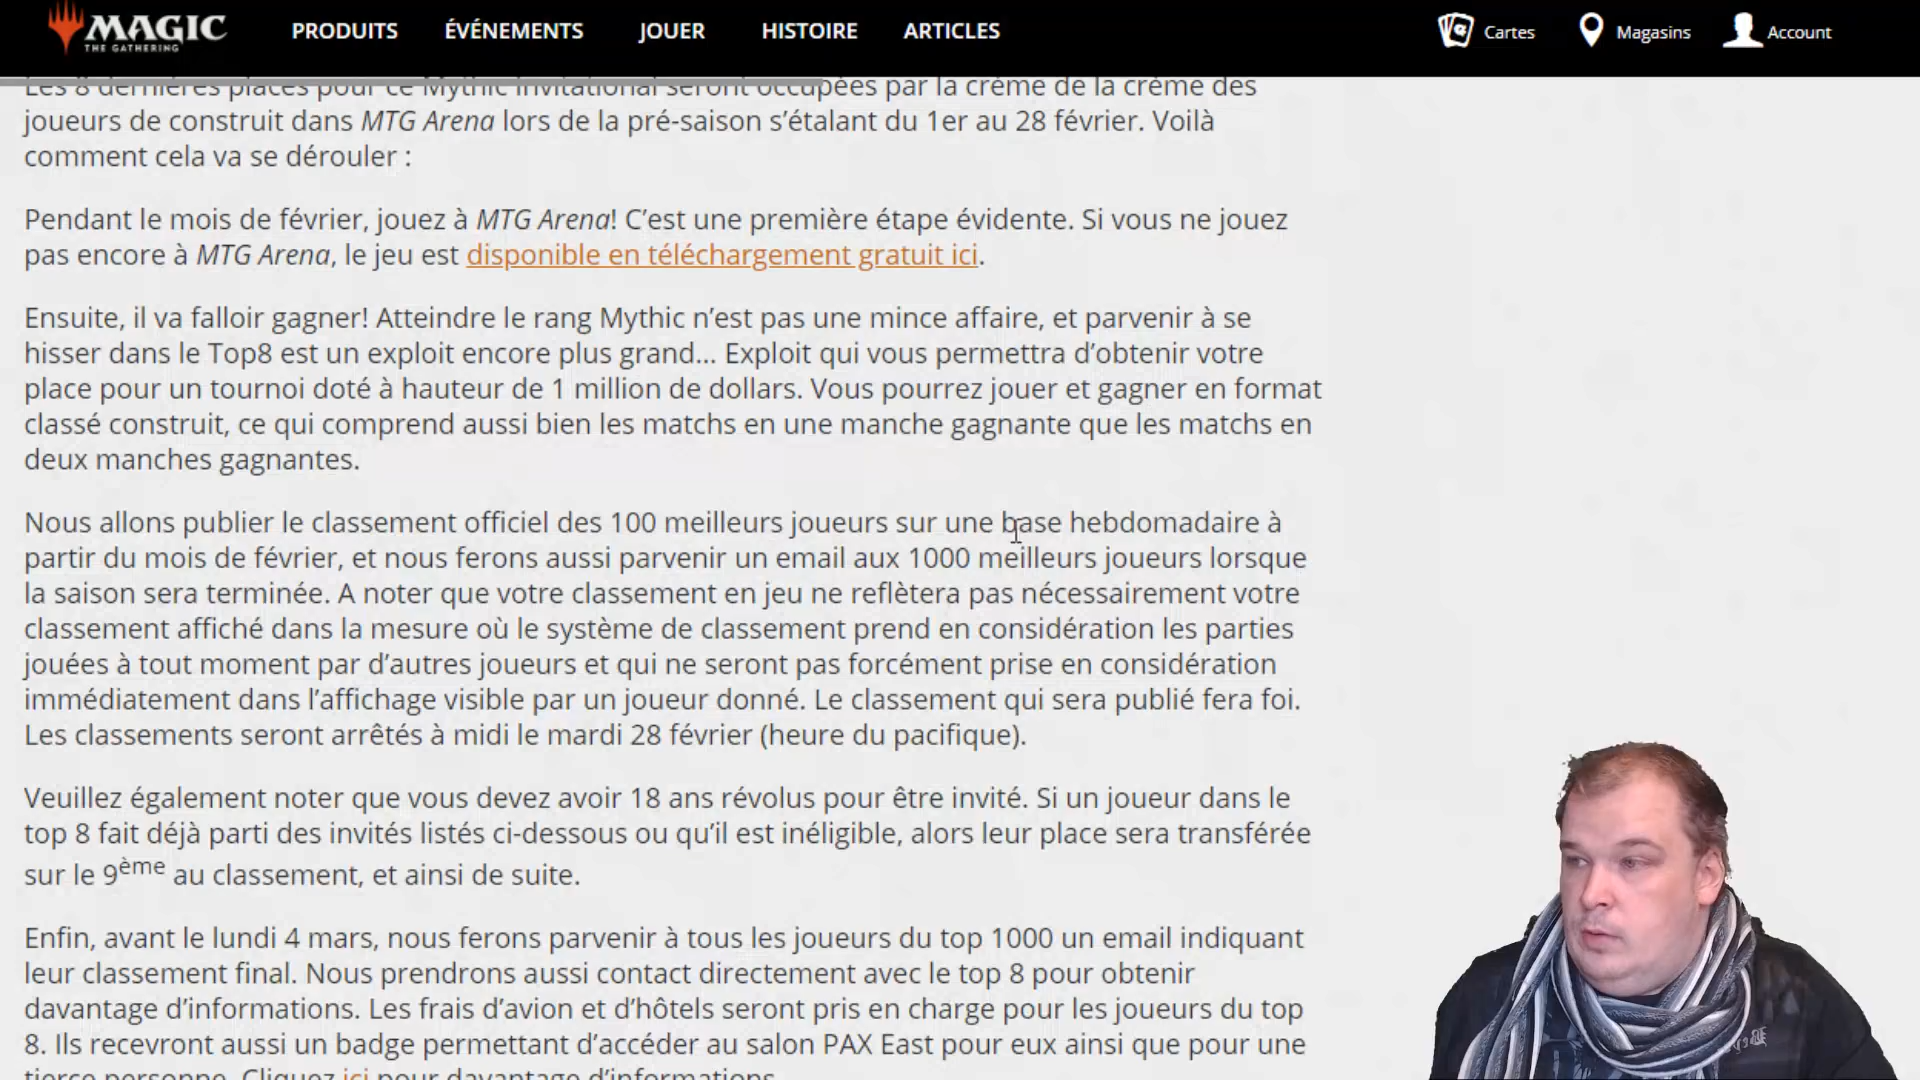 MAGIC
THE GATHERING
PRODUITS ÉVÉNEMENTS JOUER HISTOIRE ARTICLES
Cartes Magasins Account
Les 8 dernières places pour ce Mythic Invitational seront occupées par la crème de la crème des
joueurs de construit dans MTG Arena lors de la pré-saison s’étalant du 1er au 28 février. Voilà
comment cela va se dérouler :
Pendant le mois de février, jouez à MTG Arena! C’est une première étape évidente. Si vous ne jouez
pas encore à MTG Arena, le jeu est disponible en téléchargement gratuit ici.
Ensuite, il va falloir gagner! Atteindre le rang Mythic n’est pas une mince affaire, et parvenir à se
hisser dans le Top8 est un exploit encore plus grand... Exploit qui vous permettra d’obtenir votre
place pour un tournoi doté à hauteur de 1 million de dollars. Vous pourrez jouer et gagner en format
classé construit, ce qui comprend aussi bien les matchs en une manche gagnante que les matchs en
deux manches gagnantes.
Nous allons publier le classement officiel des 100 meilleurs joueurs sur une base hebdomadaire à
partir du mois de février, et nous ferons aussi parvenir un email aux 1000 meilleurs joueurs lorsque
la saison sera terminée. A noter que votre classement en jeu ne reflètera pas nécessairement votre
classement affiché dans la mesure où le système de classement prend en considération les parties
jouées à tout moment par d’autres joueurs et qui ne seront pas forcément prise en considération
immédiatement dans l’affichage visible par un joueur donné. Le classement qui sera publié fera foi.
Les classements seront arrêtés à midi le mardi 28 février (heure du pacifique).
Veuillez également noter que vous devez avoir 18 ans révolus pour être invité. Si un joueur dans le
top 8 fait déjà parti des invités listés ci-dessous ou qu’il est inéligible, alors leur place sera transférée
sur le 9ème au classement, et ainsi de suite.
Enfin, avant le lundi 4 mars, nous ferons parvenir à tous les joueurs du top 1000 un email indiquant
leur classement final. Nous prendrons aussi contact directement avec le top 8 pour obtenir
davantage d’informations. Les frais d’avion et d’hôtels seront pris en charge pour les joueurs du top
8. Ils recevront aussi un badge permettant d’accéder au salon PAX East pour eux ainsi que pour une
tierce personne. Cliquez ici pour davantage d’informations.